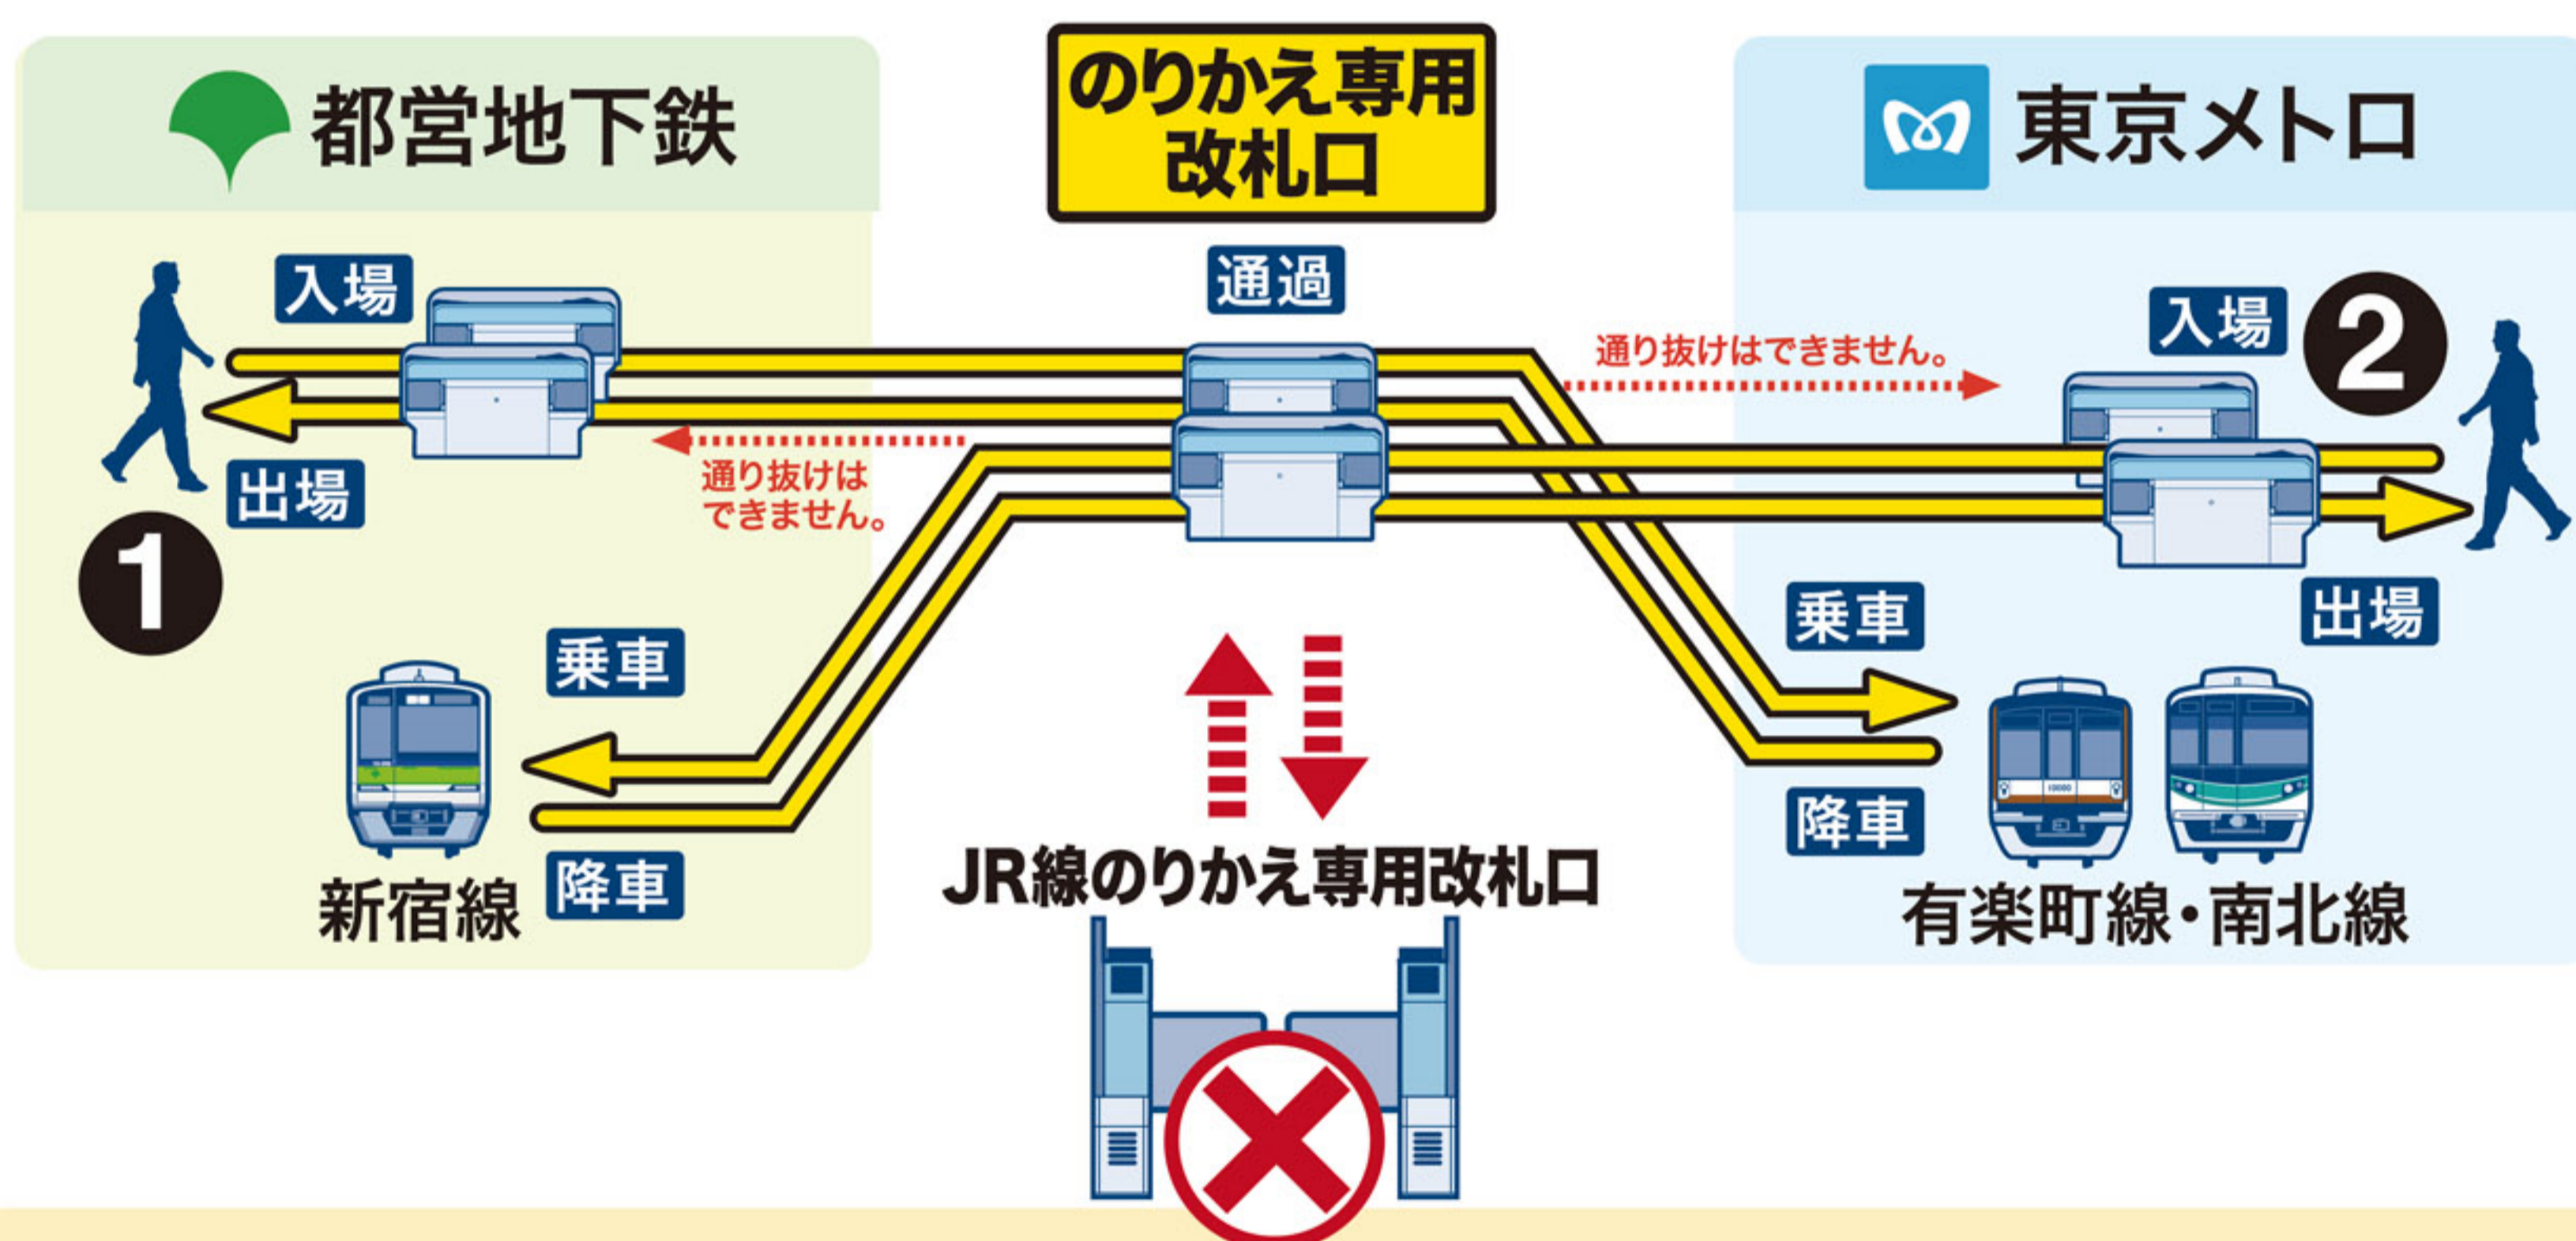 都営地下鉄
のりかえ専用
改札口
東京メトロ
入場
通過
入場
2
通り抜けはできません。
出場
通り抜けは
できません。
1
乗車
乗車
出場
降車
降車
10000
新宿線
JR線のりかえ専用改札口
有楽町線・南北線